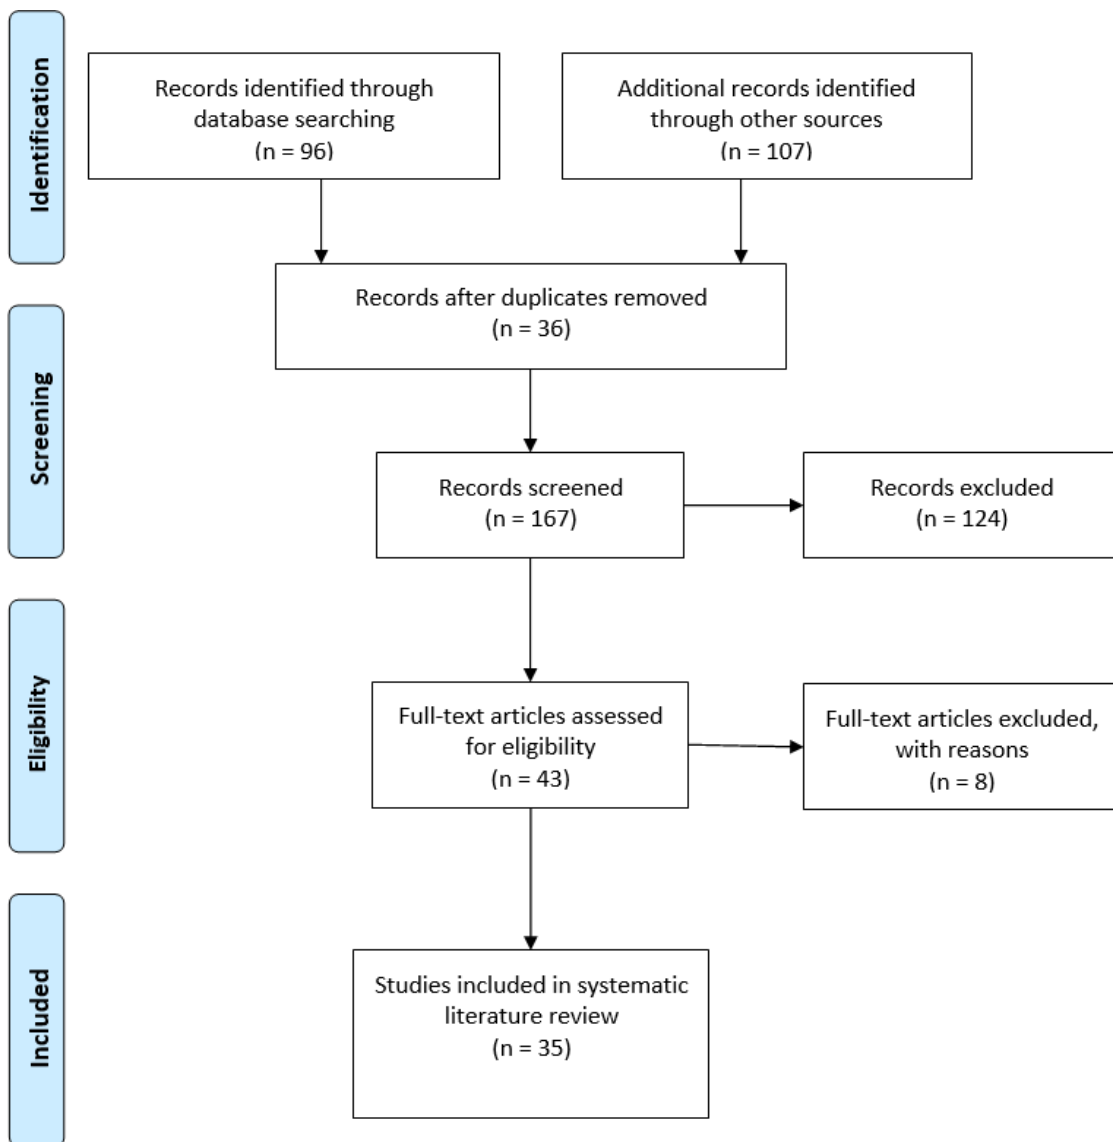 Identification
Records identified through
database searching
(n = 96)
Additional records identified
through other sources
(n = 107)
Records after duplicates removed
(n = 36)
Screening
Records screened
(n = 167)
Records excluded
(n = 124)
Eligibility
Full-text articles assessed
for eligibility
(n = 43)
Full-text articles excluded,
with reasons
(n = 8)
Included
Studies included in systematic
literature review
(n = 35)